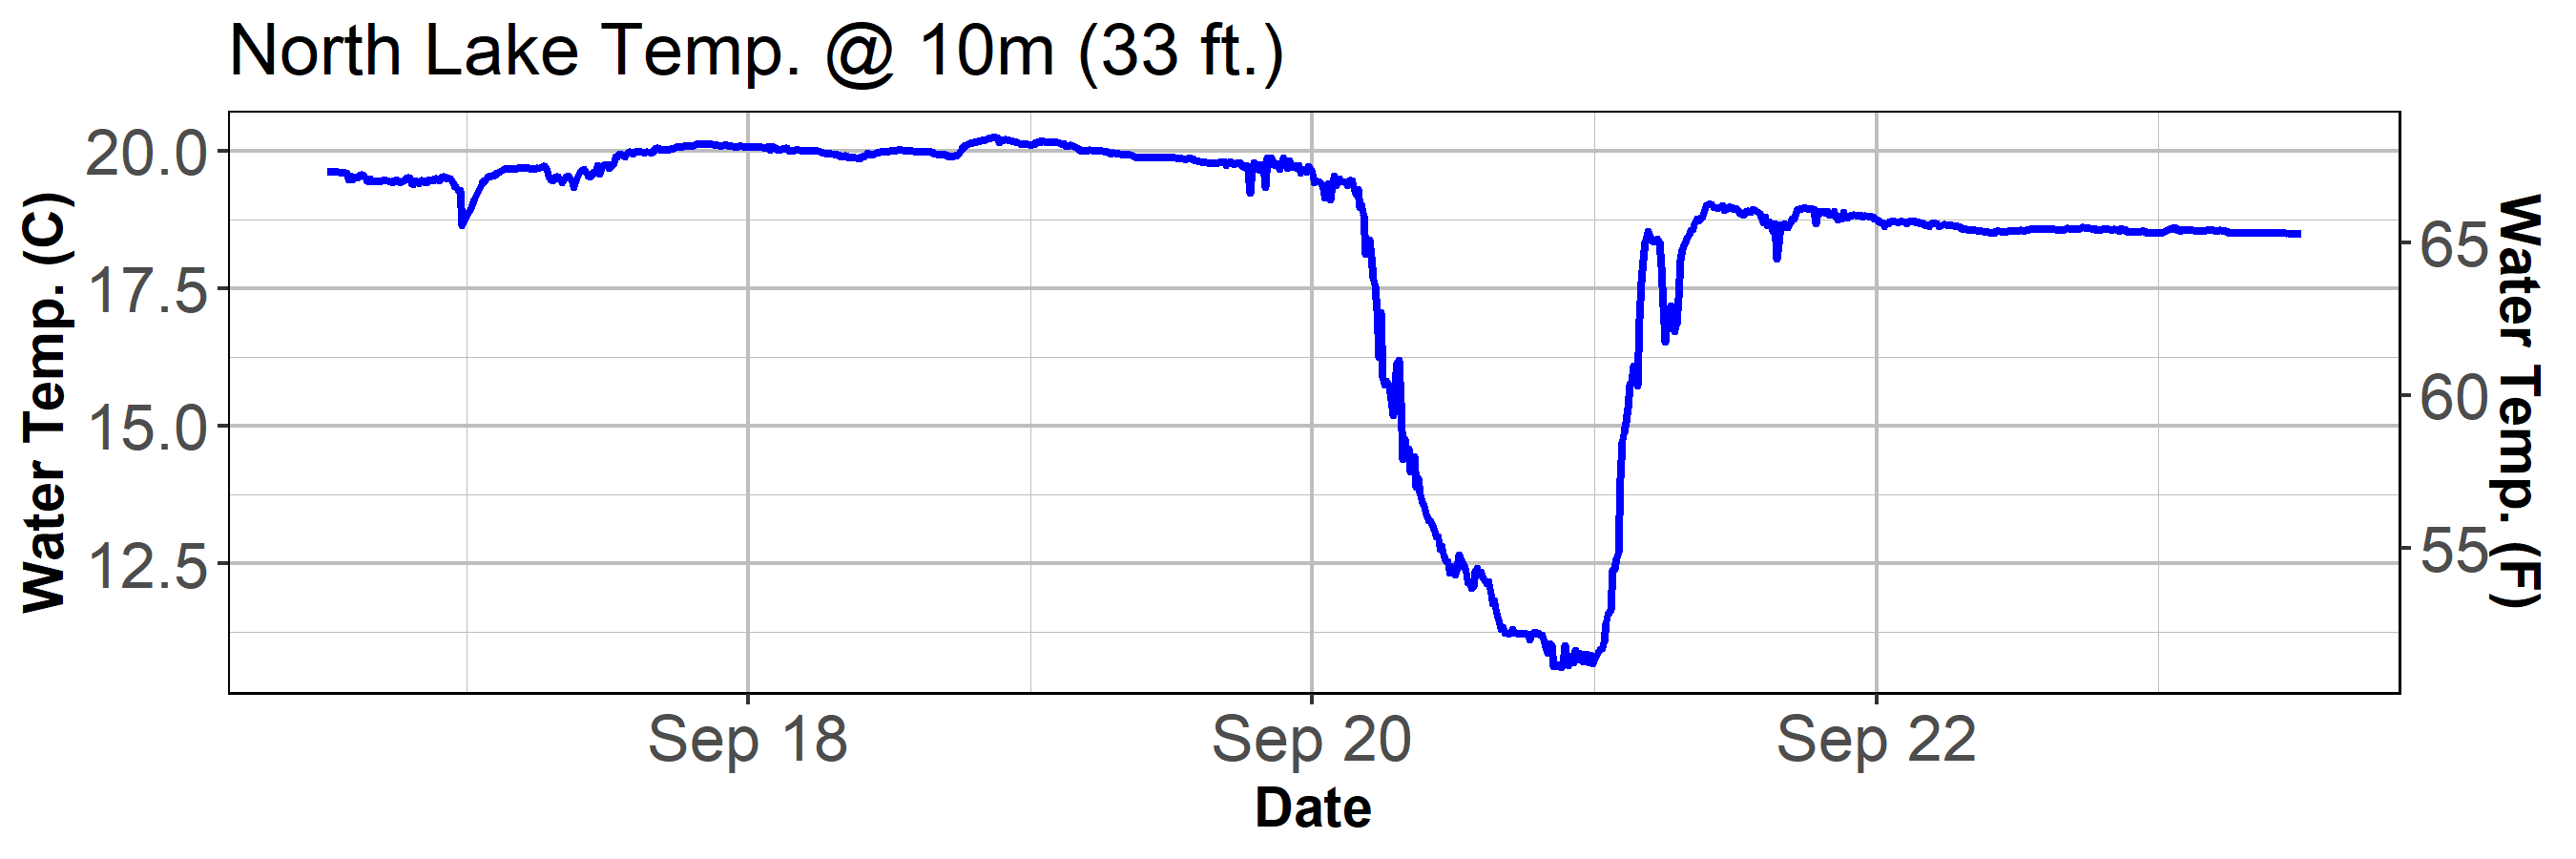 North Lake Temp. @ 10m (33 ft.)
Water Temp. (C)
20.0
17.5
15.0
12.5
65
60
55
Water Temp. (F)
Sep 18
Sep 20
Sep 22
Date